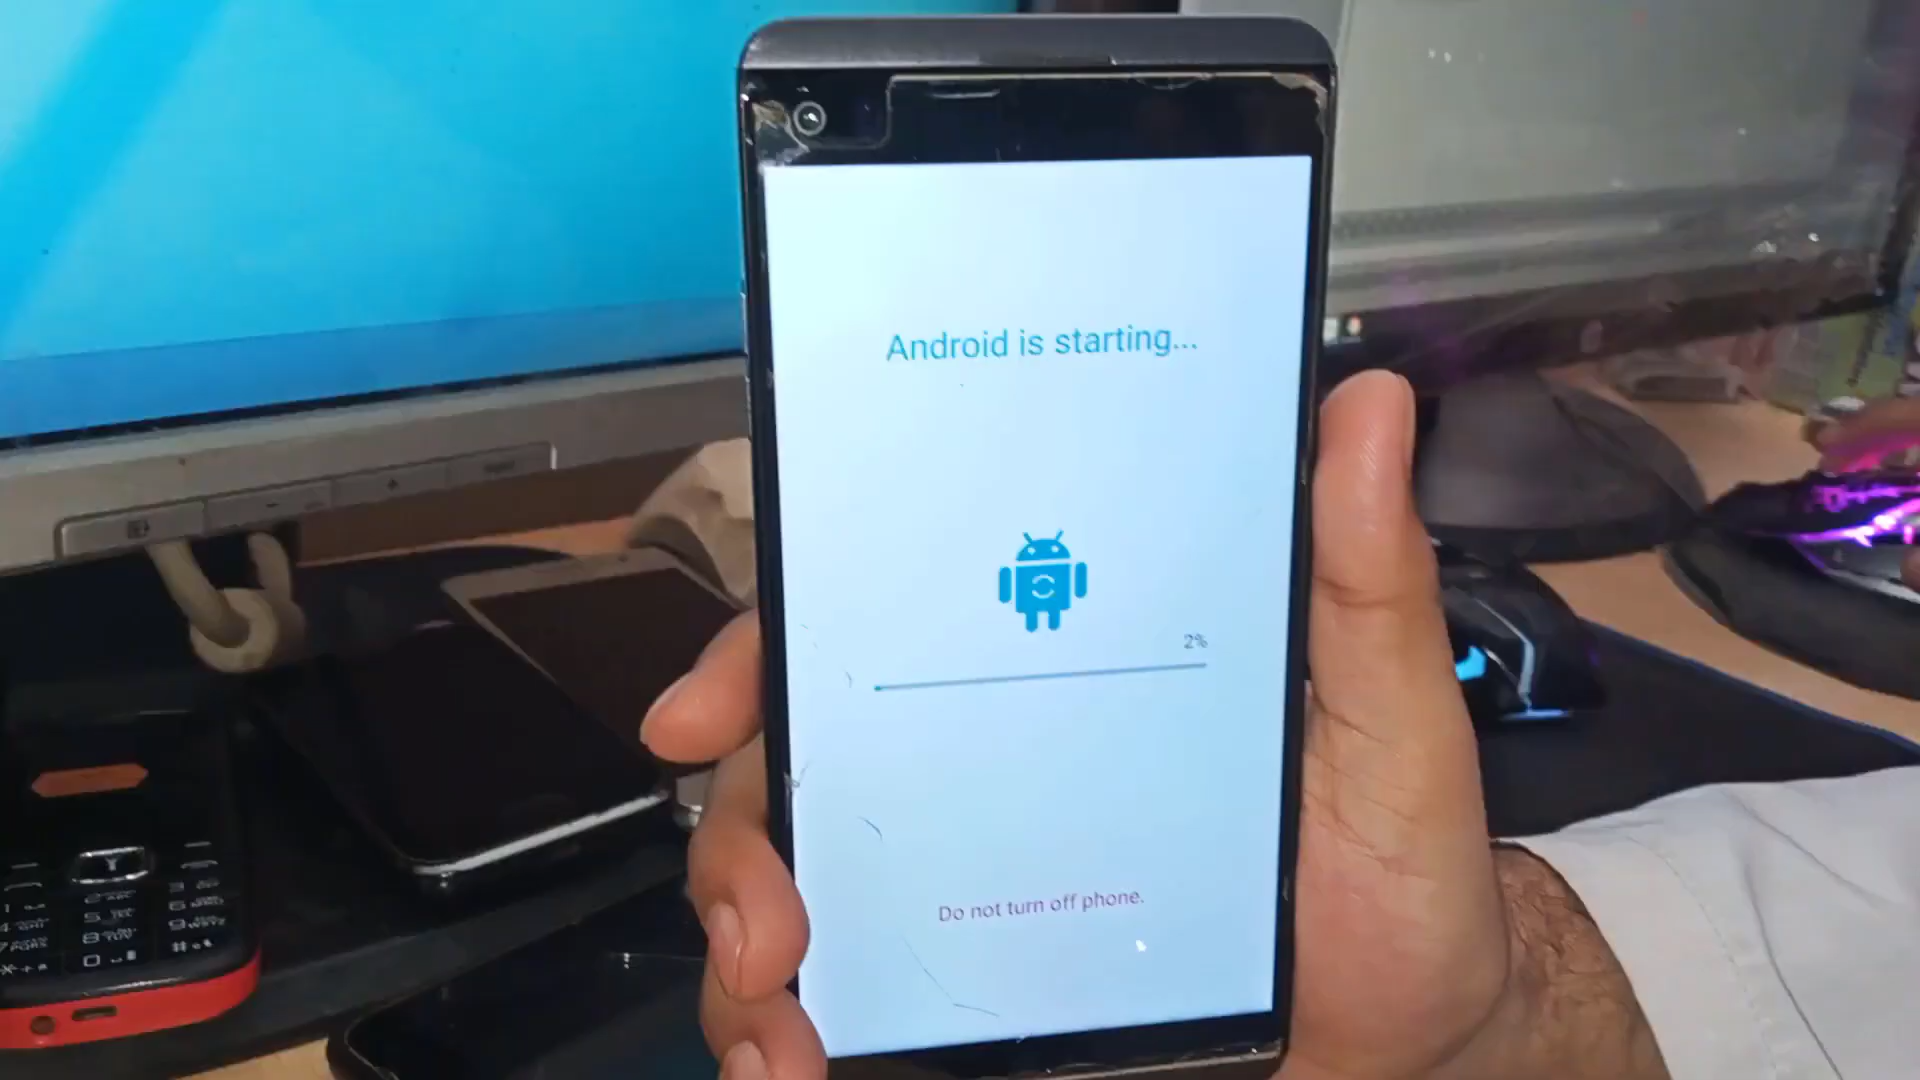 Android is starting...
2%
Do not turn off phone.